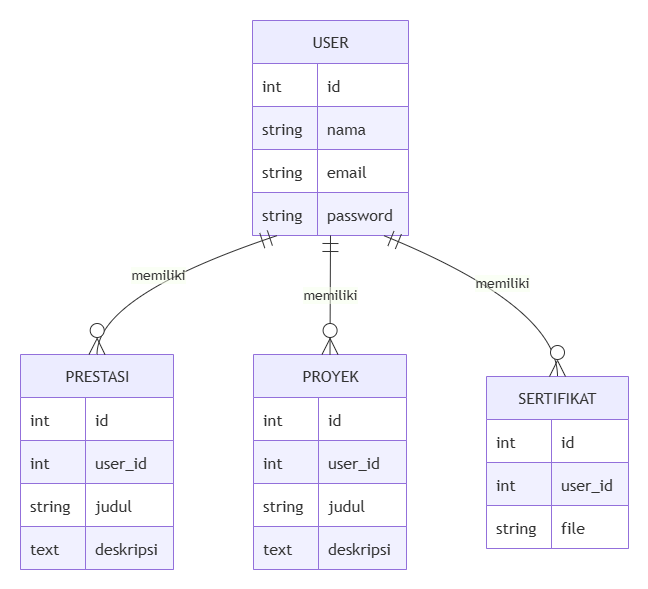 USER
int id
string nama
string email
string password
memiliki
memiliki
memiliki
PRESTASI
int id
int user_id
string judul
text deskripsi
PROYEK
int id
int user_id
string judul
text deskripsi
SERTIFIKAT
int id
int user_id
string file